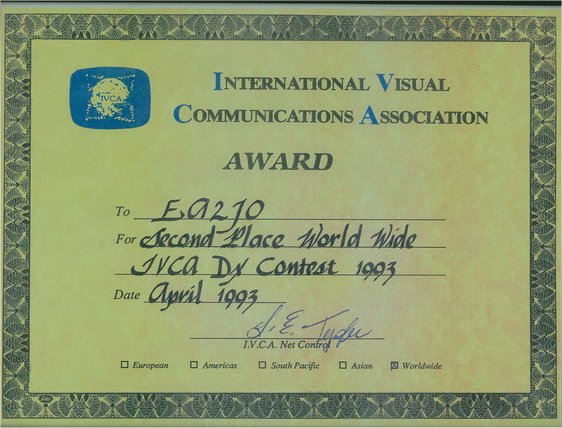 IVCA
INTERNATIONAL VISUAL
COMMUNICATIONS ASSOCIATION
AWARD
To EA2JO
For Second Place World Wide
IVCA DX Contest 1993
Date April 1993
I.V.C.A. Net Control
European Americas South Pacific Asian Worldwide